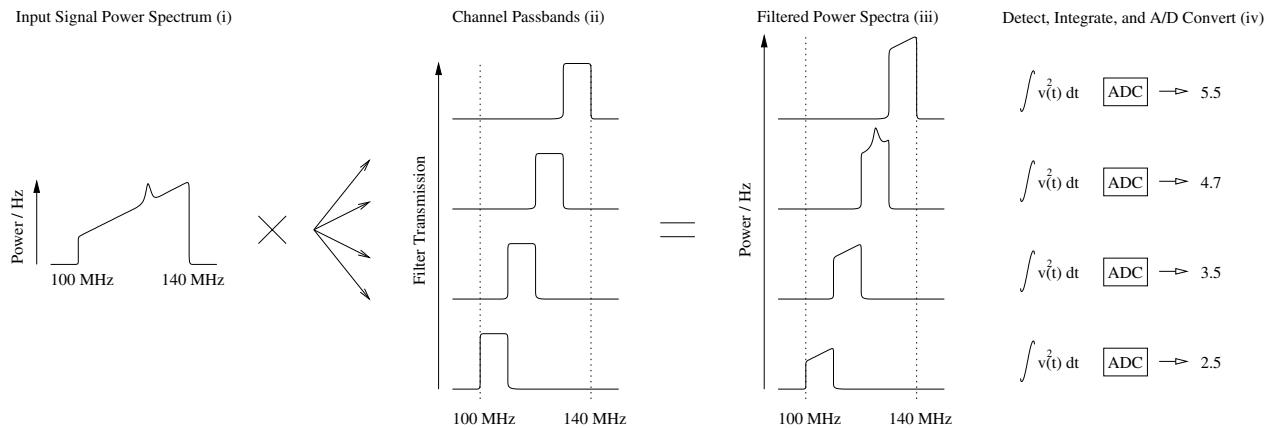 Input Signal Power Spectrum (i)
Channel Passbands (ii)
Filtered Power Spectra (iii)
Detect, Integrate, and A/D Convert (iv)
Power / Hz
100 MHz
140 MHz
Filter Transmission
100 MHz
140 MHz
Power / Hz
100 MHz
140 MHz
∫ v²(t) dt ADC 5.5
∫ v²(t) dt ADC 4.7
∫ v²(t) dt ADC 3.5
∫ v²(t) dt ADC 2.5